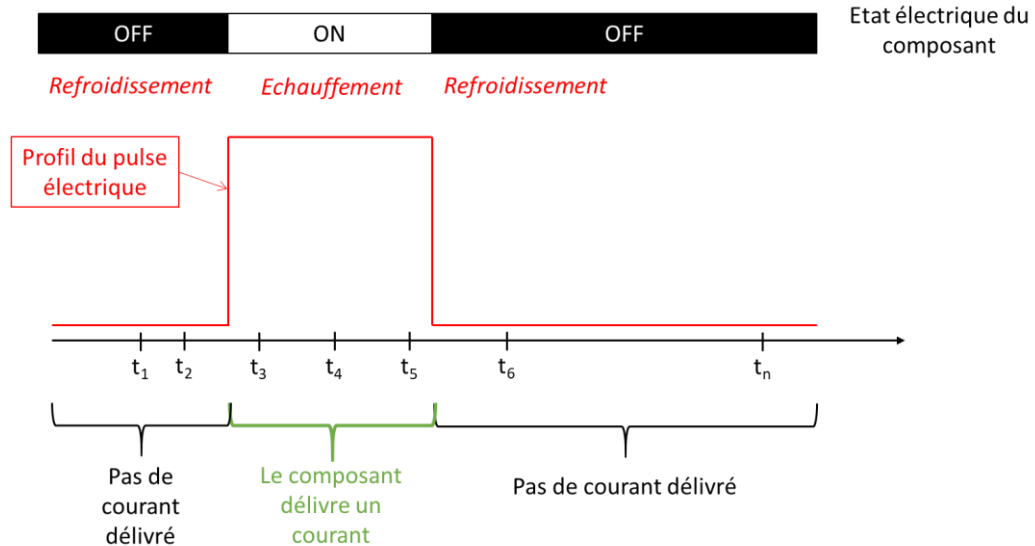 OFF ON OFF
Etat électrique du
composant
Refroidissement Echauffement Refroidissement
Profil du pulse
électrique
t1 t2 t3 t4 t5 t6 tn
Pas de
courant
délivré
Le composant
délivre un
courant
Pas de courant délivré